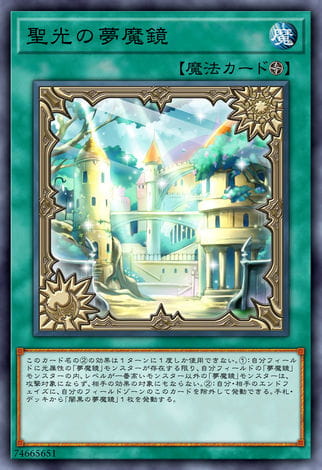 聖光の夢魔鏡
魔
【魔法カード】
このカード名の②の効果は１ターンに１度しか使用できない。①：自分フィール
ドに光属性の「夢魔鏡」モンスターが存在する限り、自分フィールドの「夢魔鏡」
モンスターの内、レベルが一番高いモンスター以外の「夢魔鏡」モンスターは、
攻撃対象にならず、相手の効果の対象にもならない。②：自分・相手のエンドフ
ェイズに、自分のフィールドゾーンのこのカードを除外して発動できる。手札・
デッキから「闇黒の夢魔鏡」１枚を発動する。
74665651